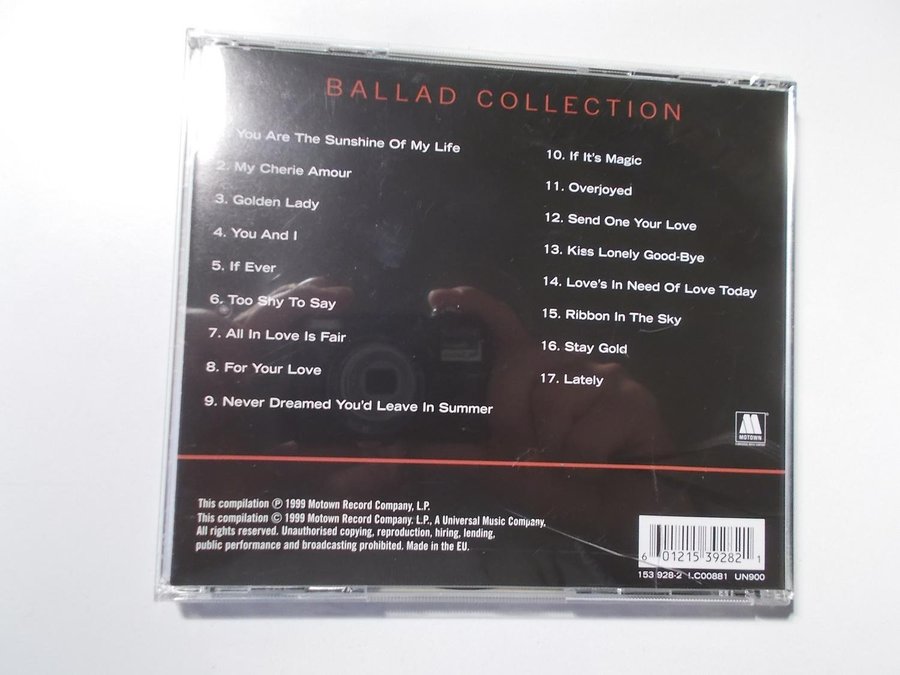 BALLAD COLLECTION
You Are The Sunshine Of My Life
2. My Cherie Amour
3. Golden Lady
4. You And I
5. If Ever
6. Too Shy To Say
7. All In Love Is Fair
8. For Your Love
9. Never Dreamed You'd Leave In Summer
10. If It's Magic
11. Overjoyed
12. Send One Your Love
13. Kiss Lonely Good-Bye
14. Love's In Need Of Love Today
15. Ribbon In The Sky
16. Stay Gold
17. Lately
MOTOWN
This compilation ℗ 1999 Motown Record Company, L.P.
This compilation © 1999 Motown Record Company. L.P., A Universal Music Company.
All rights reserved. Unauthorised copying, reproduction, hiring, lending,
public performance and broadcasting prohibited. Made in the EU.
6 01215 39282 1
153 928-2 LC00881 UN900